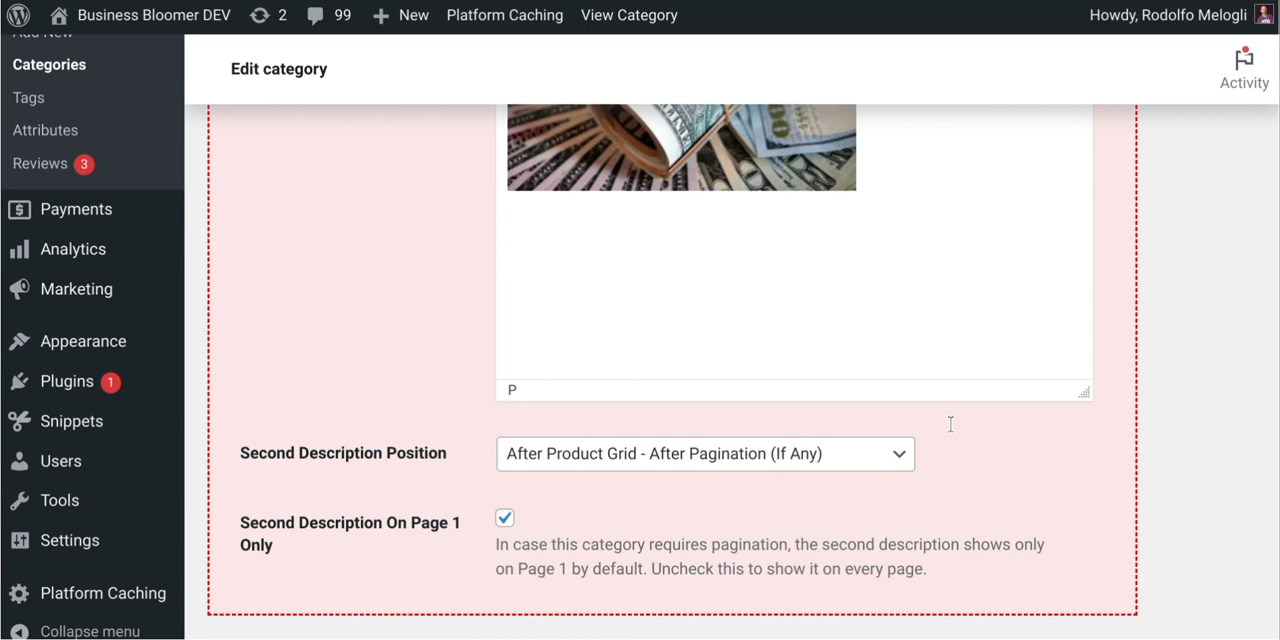 Business Bloomer DEV 2 99 New Platform Caching View Category Howdy, Rodolfo Melogli
Add New
Categories
Tags
Attributes
Reviews 3
Payments
Analytics
Marketing
Appearance
Plugins 1
Snippets
Users
Tools
Settings
Platform Caching
Collapse menu
Edit category
Activity
P
Second Description Position
After Product Grid - After Pagination (If Any)
Second Description On Page 1
Only
In case this category requires pagination, the second description shows only
on Page 1 by default. Uncheck this to show it on every page.